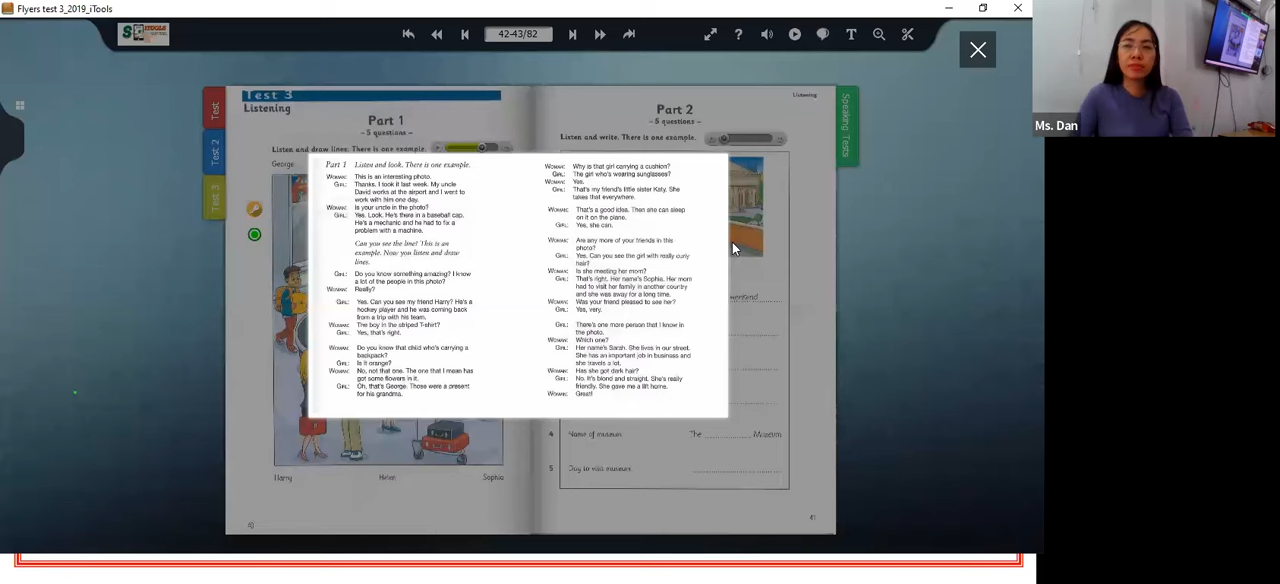 Flyers test 3_2019_iTools
iTOOLS
42-43/82
?
T
Ms. Dan
Test
Test 2
Test 3
Speaking Tests
Test 3
Listening
Part 1
– 5 questions –
Listen and draw lines. There is one example.
George
Listening
Part 2
– 5 questions –
Listen and write. There is one example.
Part 1 Listen and look. There is one example.
WOMAN: This is an interesting photo.
GIRL: Thanks. I took it last week. My uncle
David works at the airport and I went to
work with him one day.
WOMAN: Is your uncle in the photo?
GIRL: Yes. Look. He's there in a baseball cap.
He's a mechanic and he had to fix a
problem with a machine.
Can you see the line? This is an
example. Now you listen and draw
lines.
GIRL: Do you know something amazing? I know
a lot of the people in this photo?
WOMAN: Really?
GIRL: Yes. Can you see my friend Harry? He's a
hockey player and he was coming back
from a trip with his team.
WOMAN: The boy in the striped T-shirt?
GIRL: Yes, that's right.
WOMAN: Do you know that child who's carrying a
backpack?
GIRL: Is it orange?
WOMAN: No, not that one. The one that I mean has
got some flowers in it.
GIRL: Oh, that's George. Those were a present
for his grandma.
WOMAN: Why is that girl carrying a cushion?
GIRL: The girl who's wearing sunglasses?
WOMAN: Yes.
GIRL: That's my friend's little sister Katy. She
takes that everywhere.
WOMAN: That's a good idea. Then she can sleep
on it on the plane.
GIRL: Yes, she can.
WOMAN: Are any more of your friends in this
photo?
GIRL: Yes. Can you see the girl with really curly
hair?
WOMAN: Is she meeting her mom?
GIRL: That's right. Her name's Sophia. Her mom
had to visit her family in another country
and she was away for a long time.
WOMAN: Was your friend pleased to see her?
GIRL: Yes, very.
GIRL: There's one more person that I know in
the photo.
WOMAN: Which one?
GIRL: Her name's Sarah. She lives in our street.
She has an important job in business and
she travels a lot.
WOMAN: Has she got dark hair?
GIRL: No. It's blond and straight. She's really
friendly. She gave me a lift home.
WOMAN: Great!
weekend
4 Name of museum The ............ Museum
5 Day to visit museum
Harry
Helen
Sophia
41